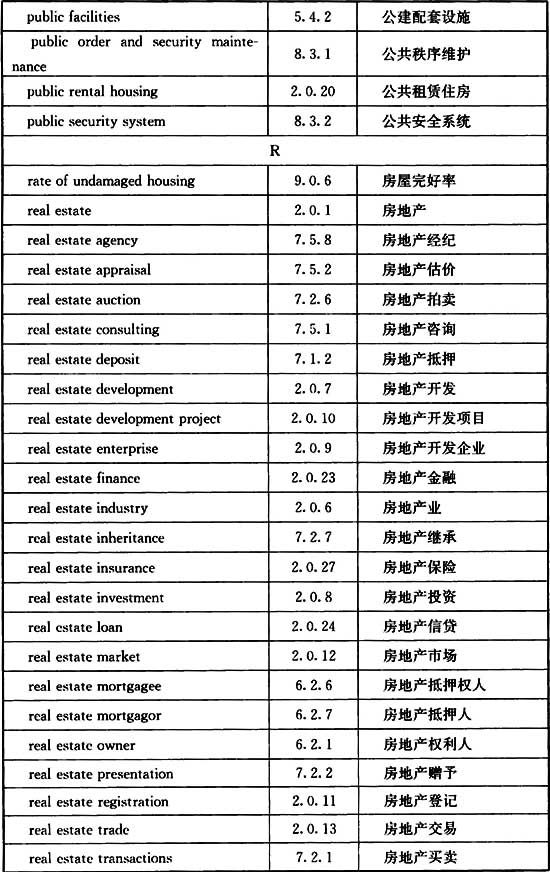 public facilities 5.4.2 公建配套设施
public order and security mainte-
nance 8.3.1 公共秩序维护
public rental housing 2.0.20 公共租赁住房
public security system 8.3.2 公共安全系统
R
rate of undamaged housing 9.0.6 房屋完好率
real estate 2.0.1 房地产
real estate agency 7.5.8 房地产经纪
real estate appraisal 7.5.2 房地产估价
real estate auction 7.2.6 房地产拍卖
real estate consulting 7.5.1 房地产咨询
real estate deposit 7.1.2 房地产抵押
real estate development 2.0.7 房地产开发
real estate development project 2.0.10 房地产开发项目
real estate enterprise 2.0.9 房地产开发企业
real estate finance 2.0.23 房地产金融
real estate industry 2.0.6 房地产业
real estate inheritance 7.2.7 房地产继承
real estate insurance 2.0.27 房地产保险
real estate investment 2.0.8 房地产投资
real estate loan 2.0.24 房地产信贷
real estate market 2.0.12 房地产市场
real estate mortgagee 6.2.6 房地产抵押权人
real estate mortgagor 6.2.7 房地产抵押人
real estate owner 6.2.1 房地产权利人
real estate presentation 7.2.2 房地产赠予
real estate registration 2.0.11 房地产登记
real estate trade 2.0.13 房地产交易
real estate transactions 7.2.1 房地产买卖